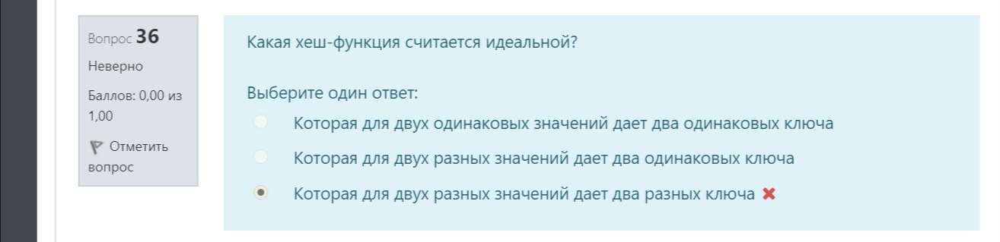 Вопрос 36
Неверно
Баллов: 0,00 из
1,00
Отметить
вопрос
Какая хеш-функция считается идеальной?
Выберите один ответ:
Которая для двух одинаковых значений дает два одинаковых ключа
Которая для двух разных значений дает два одинаковых ключа
Которая для двух разных значений дает два разных ключа